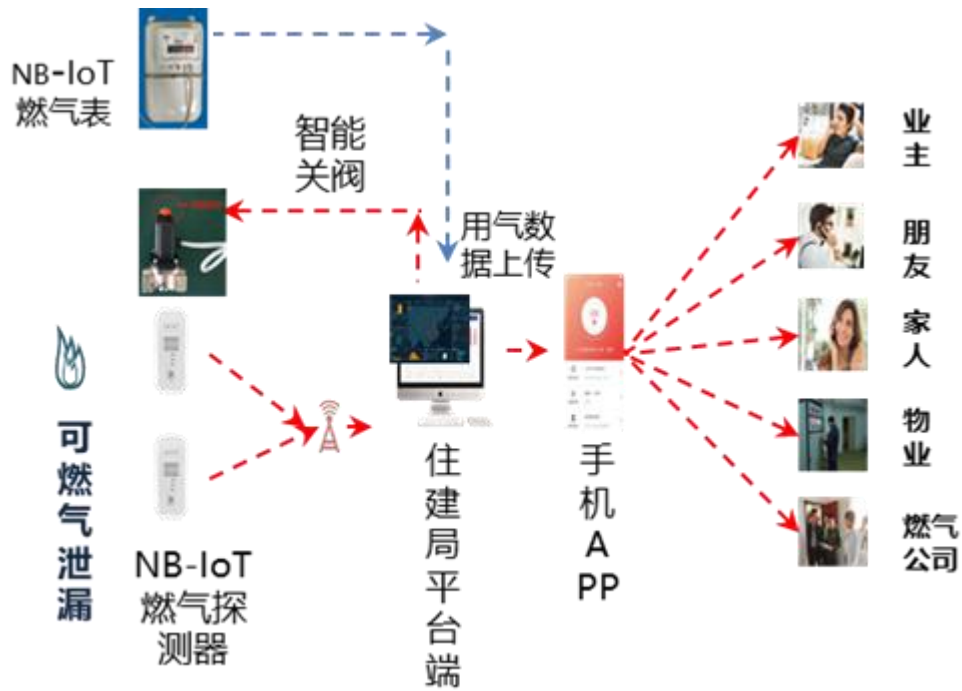 NB-IoT
燃气表
智能
关阀
用气数
据上传
可燃气泄漏
NB-IoT
燃气探
测器
住建局平台端
手
机
A
PP
业
主
朋
友
家
人
物
业
燃气
公司